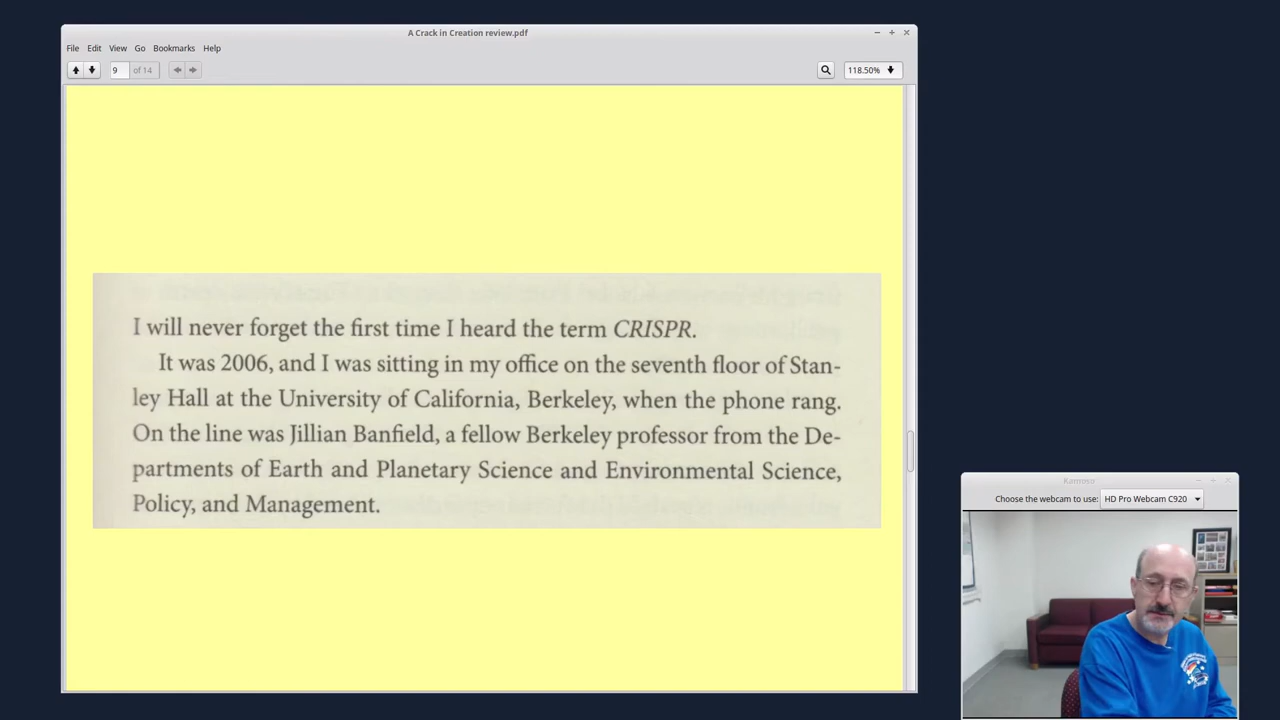 A Crack in Creation review.pdf
File Edit View Go Bookmarks Help
9 of 14
118.50%
I will never forget the first time I heard the term CRISPR.
It was 2006, and I was sitting in my office on the seventh floor of Stan-
ley Hall at the University of California, Berkeley, when the phone rang.
On the line was Jillian Banfield, a fellow Berkeley professor from the De-
partments of Earth and Planetary Science and Environmental Science,
Policy, and Management.
Kamoso
Choose the webcam to use: HD Pro Webcam C920